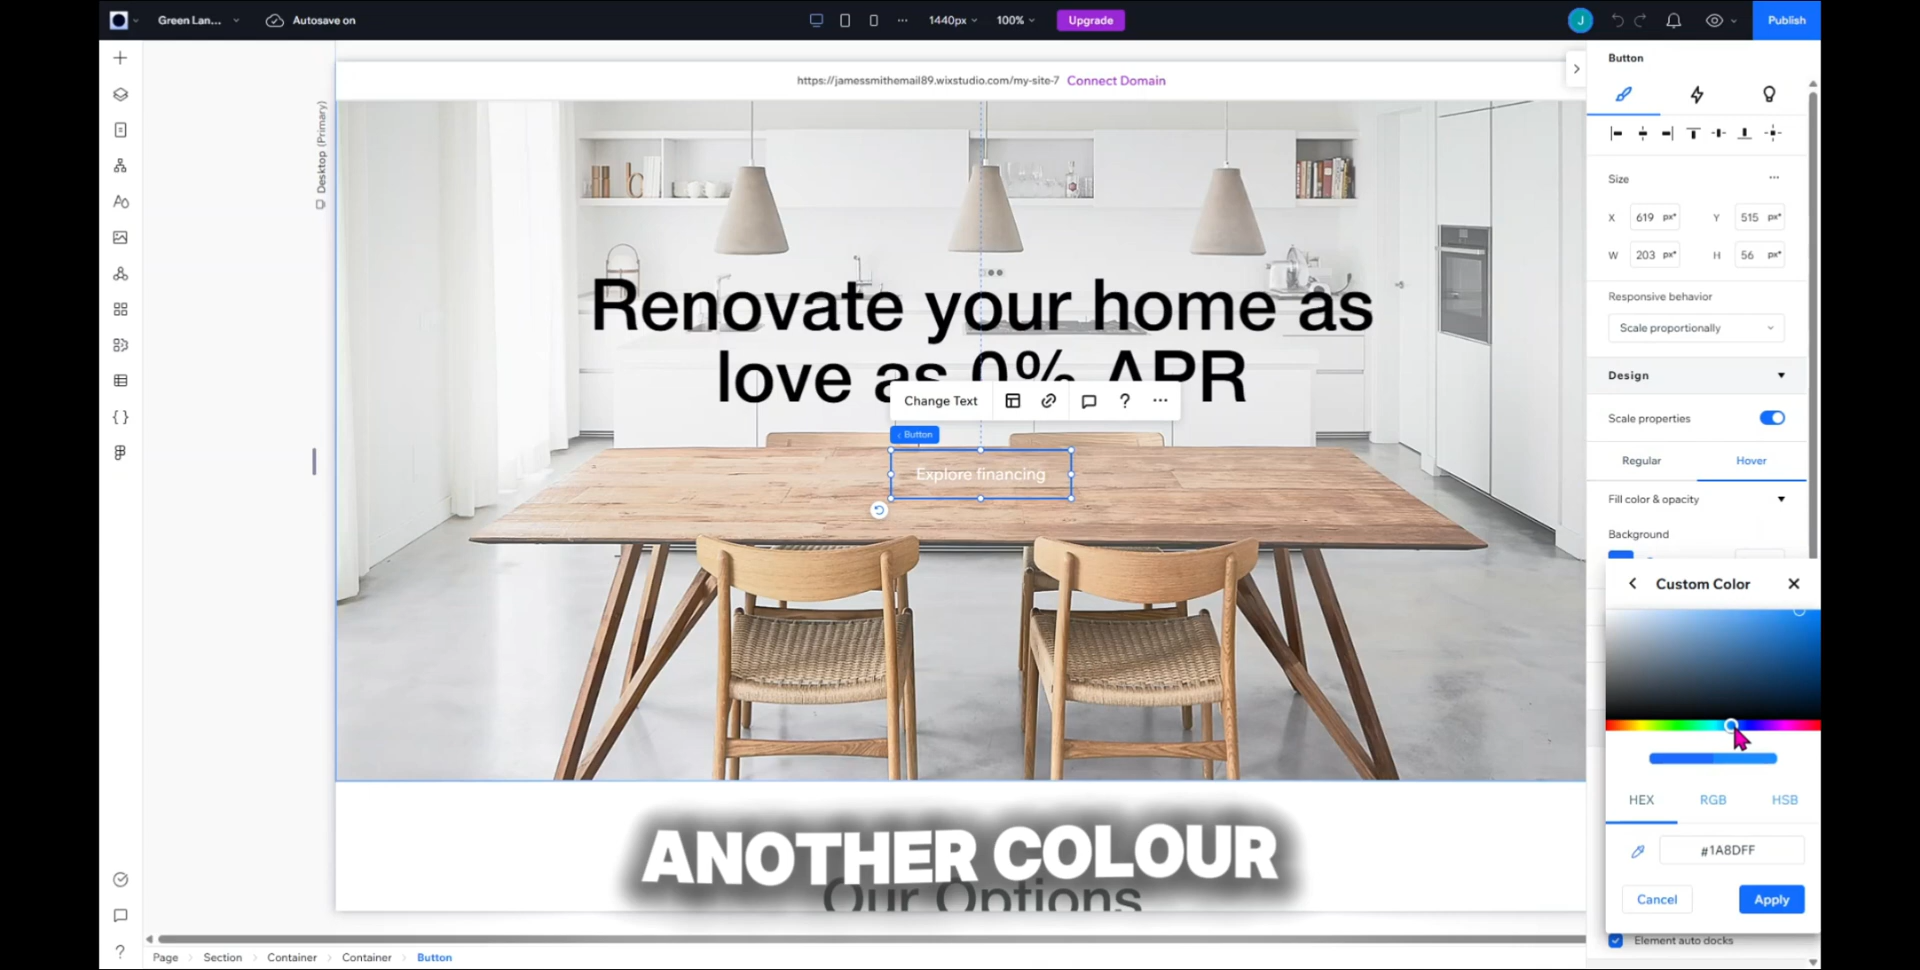 Green Lan...
Autosave on
1440px
100%
Upgrade
J
Publish
https://jamessmithemail89.wixstudio.com/my-site-7 Connect Domain
Desktop (Primary)
Renovate your home as
love as 0% APR
Change Text
?
Button
Explore financing
ANOTHER COLOUR
Our Options
Button
Size
X 619 px* Y 515 px*
W 203 px* H 56 px*
Responsive behavior
Scale proportionally
Design
Scale properties
Regular Hover
Fill color & opacity
Background
Custom Color
HEX RGB HSB
#1A8DFF
Cancel Apply
Element auto docks
Page Section Container Container Button